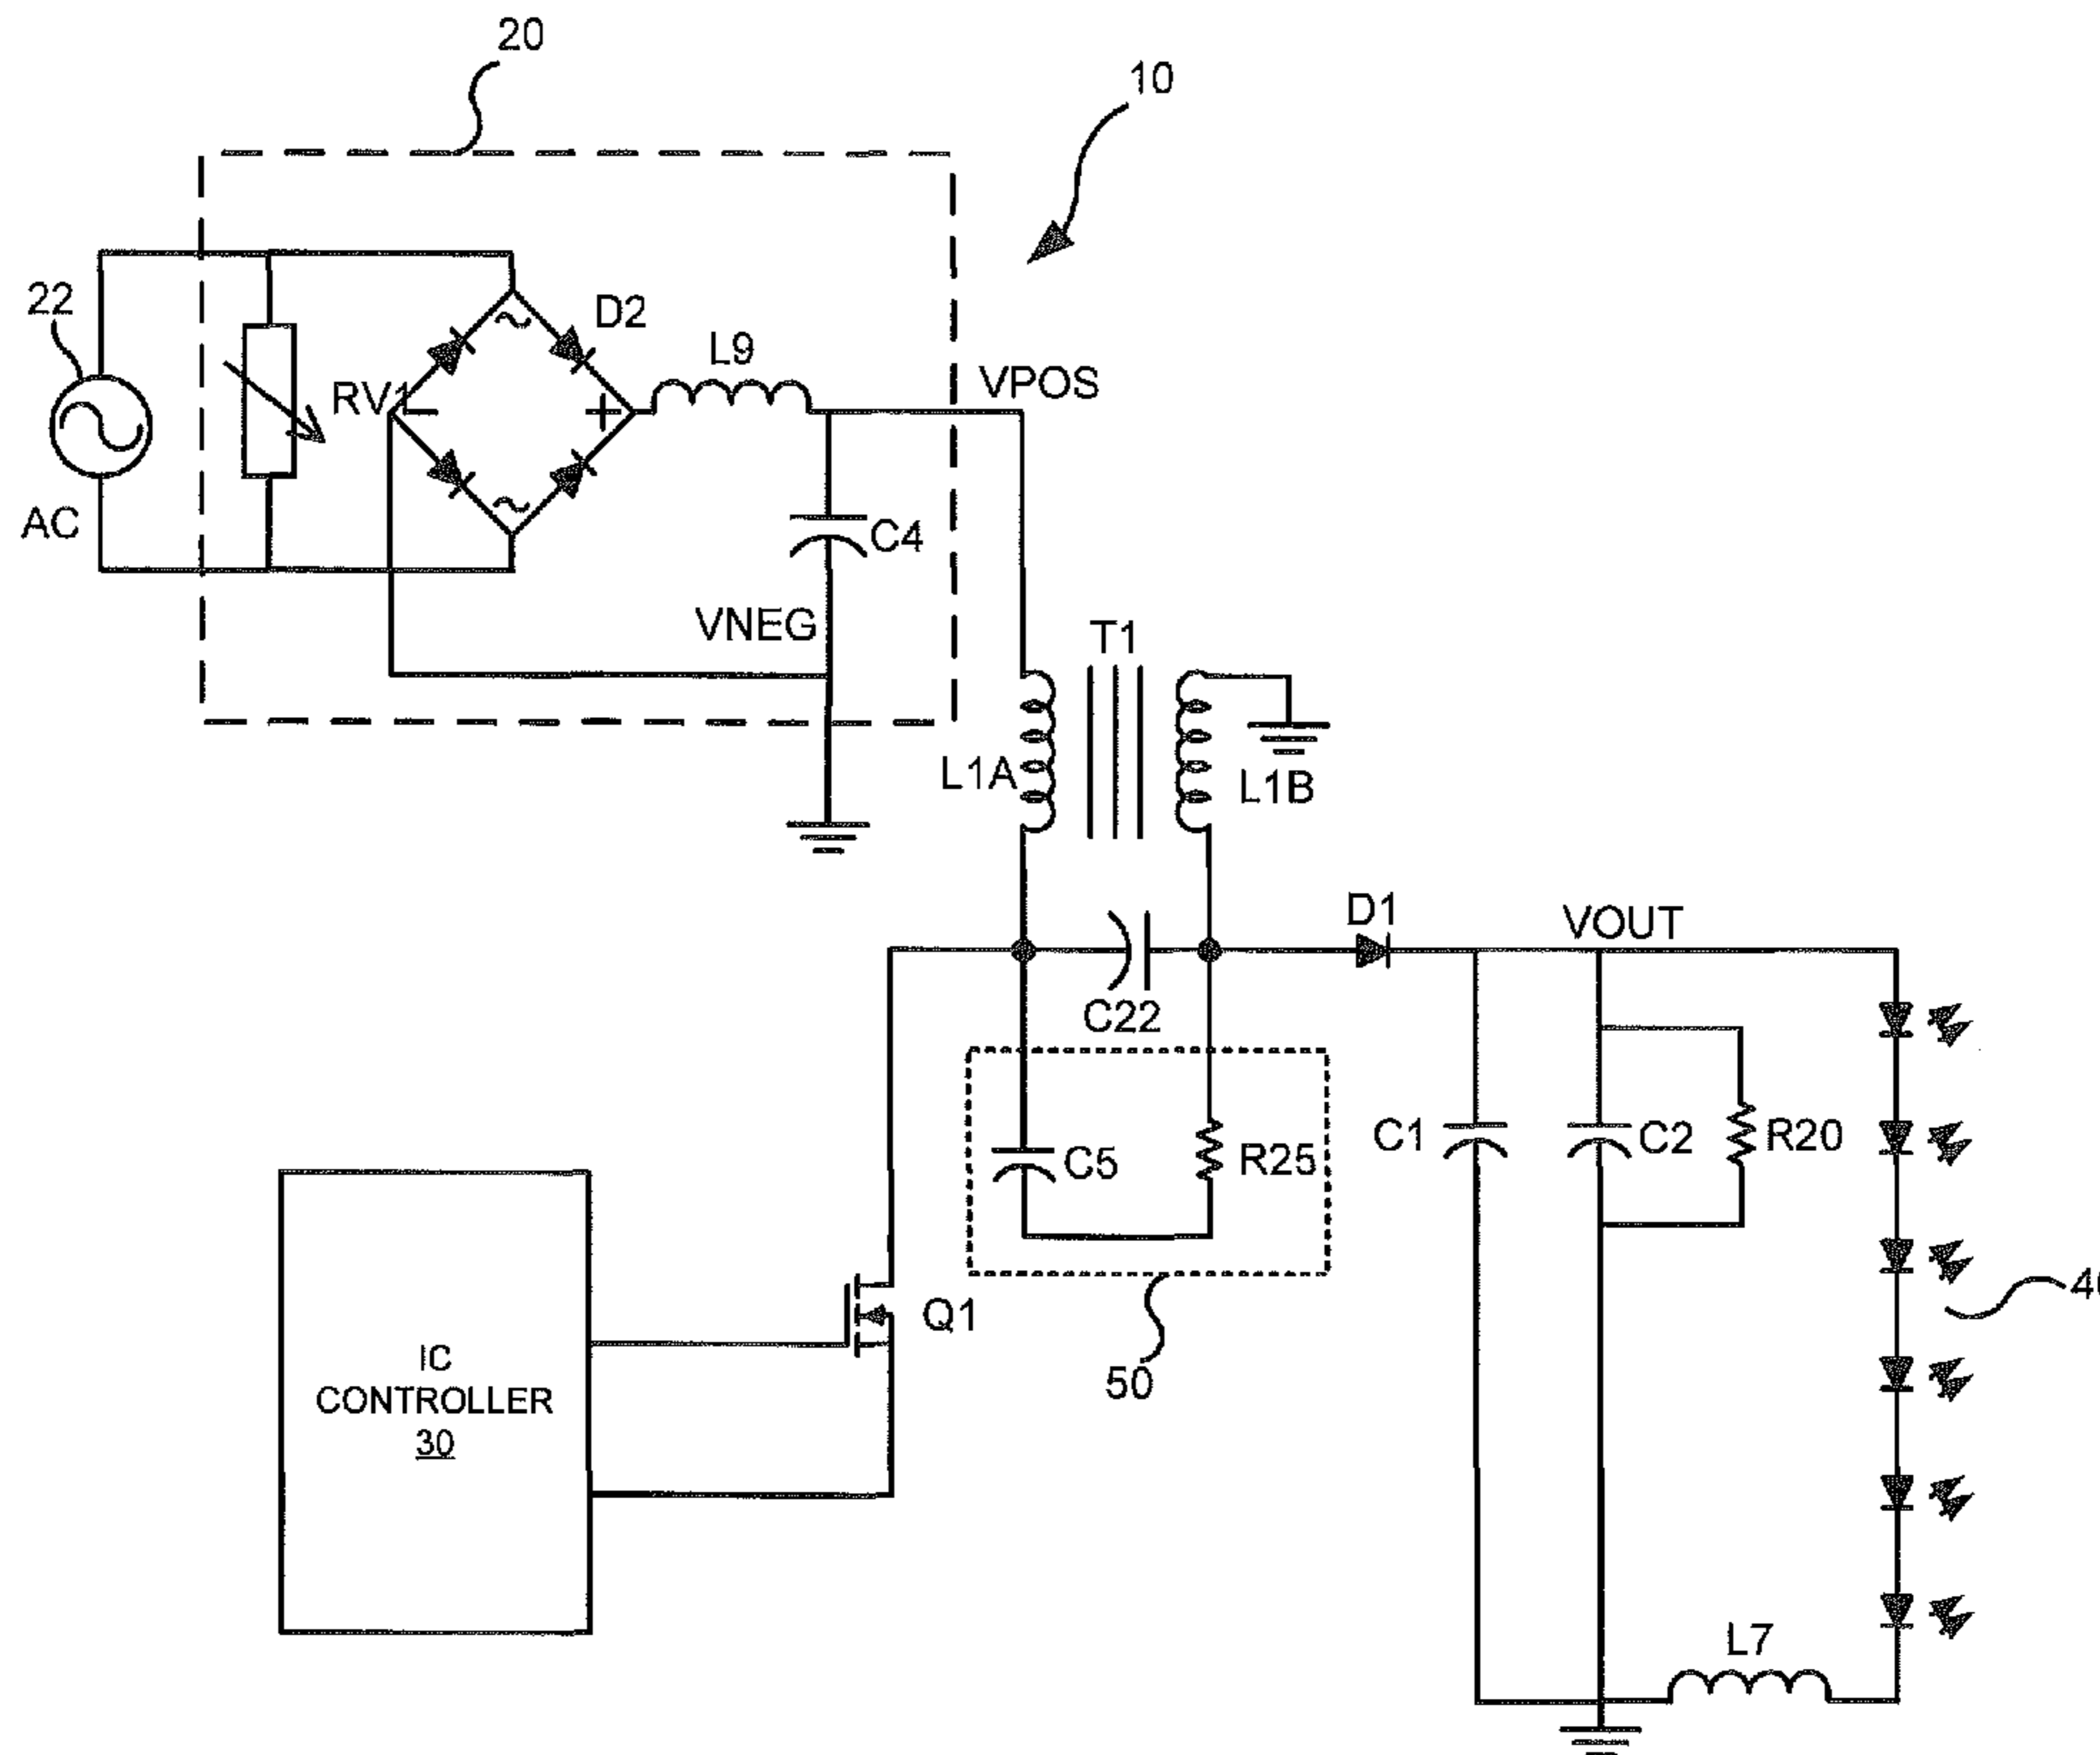 20
10
22
D2
L9
RV1
VPOS
AC
C4
VNEG
T1
L1A
L1B
D1
VOUT
C22
C1
C2
R20
C5
R25
Q1
50
IC
CONTROLLER
30
L7